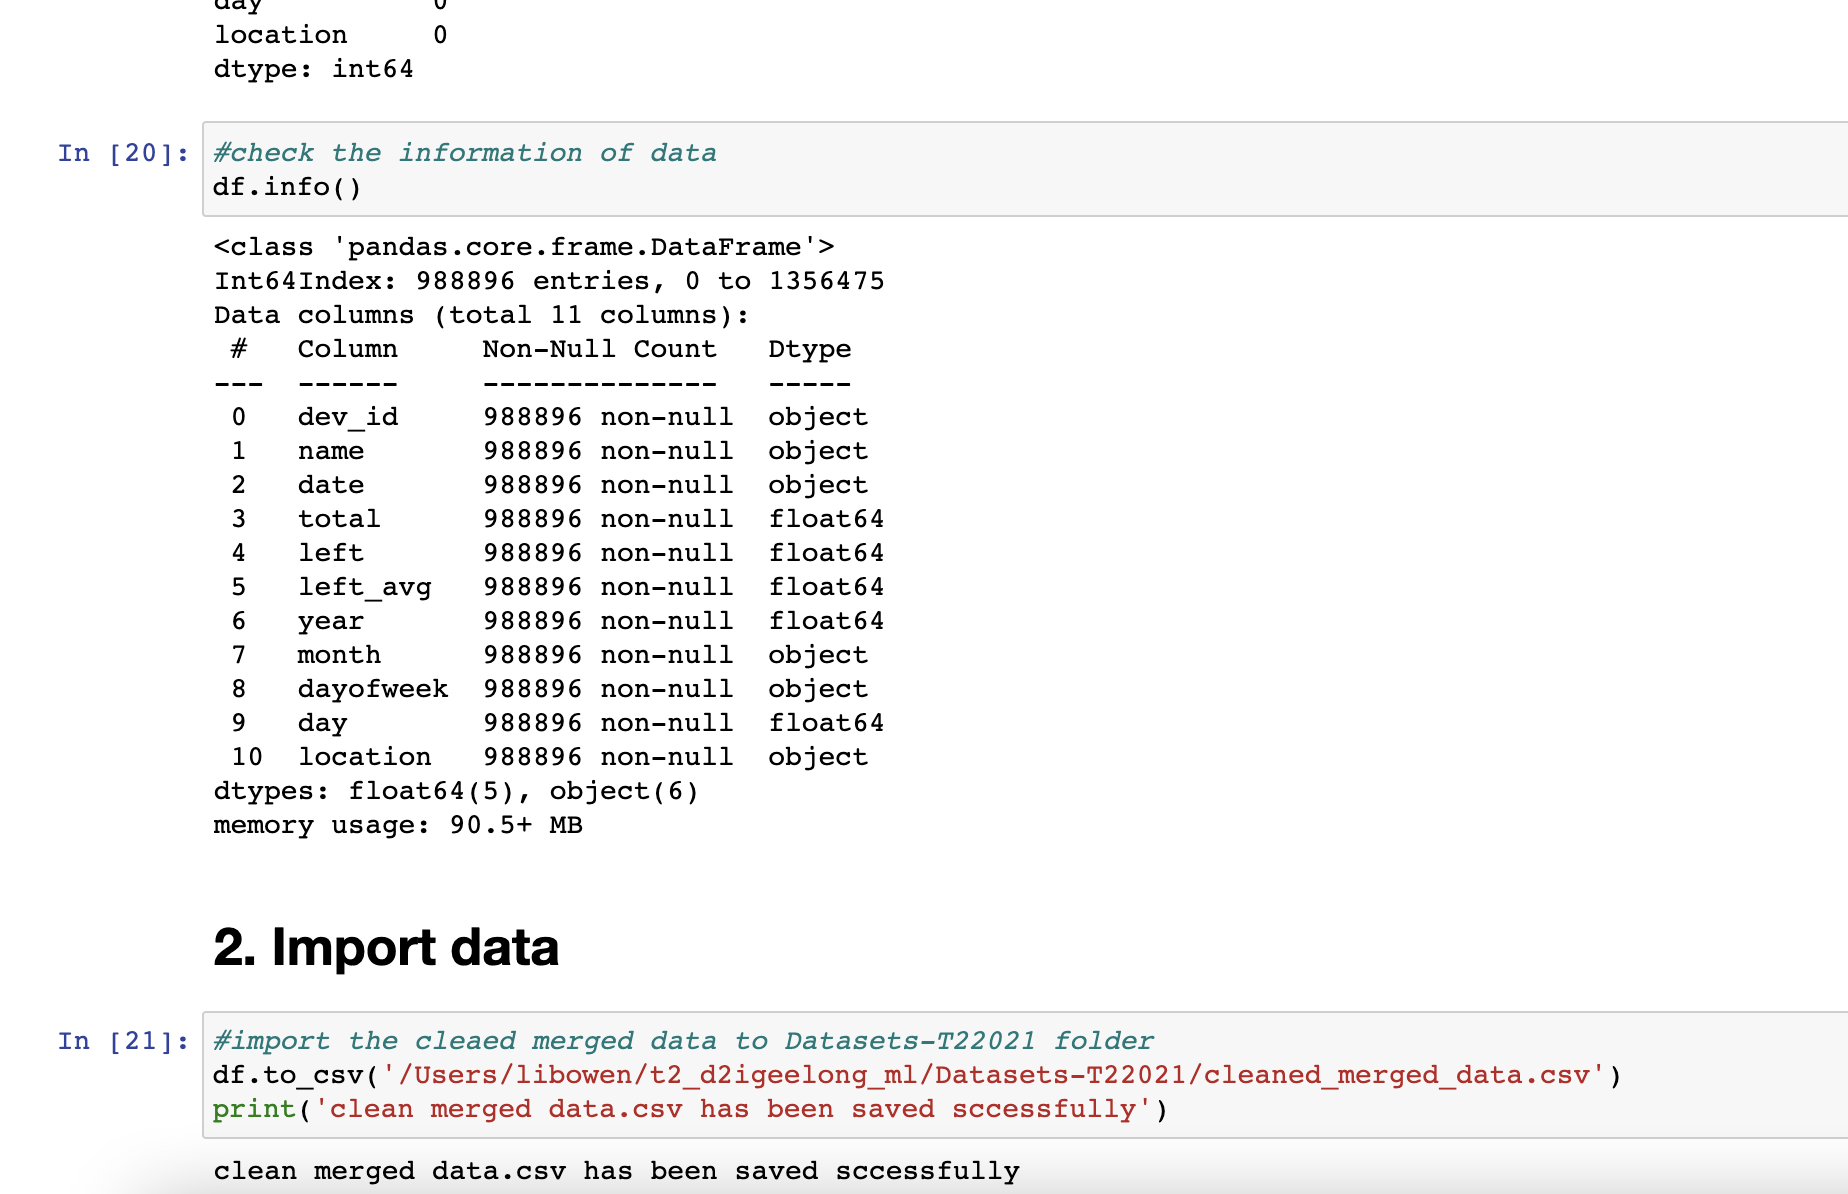 day 0
location 0
dtype: int64
In [20]: #check the information of data
df.info()
<class 'pandas.core.frame.DataFrame'>
Int64Index: 988896 entries, 0 to 1356475
Data columns (total 11 columns):
# Column Non-Null Count Dtype
--- ------ -------------- -----
0 dev_id 988896 non-null object
1 name 988896 non-null object
2 date 988896 non-null object
3 total 988896 non-null float64
4 left 988896 non-null float64
5 left_avg 988896 non-null float64
6 year 988896 non-null float64
7 month 988896 non-null object
8 dayofweek 988896 non-null object
9 day 988896 non-null float64
10 location 988896 non-null object
dtypes: float64(5), object(6)
memory usage: 90.5+ MB
2. Import data
In [21]: #import the cleaed merged data to Datasets-T22021 folder
df.to_csv('/Users/libowen/t2_d2igeelong_ml/Datasets-T22021/cleaned_merged_data.csv')
print('clean merged data.csv has been saved sccessfully')
clean merged data.csv has been saved sccessfully